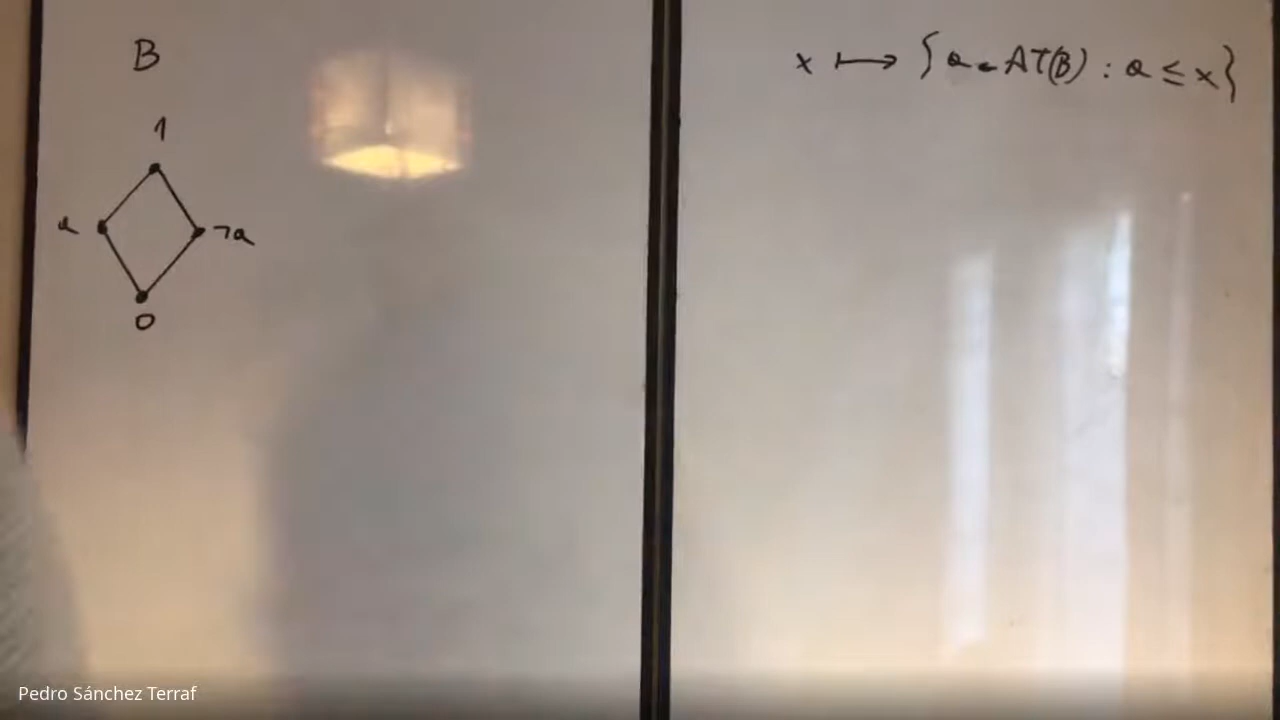 B
1
a
¬a
0
x ⟼ {a ∈ AT(B) : a ≤ x}
Pedro Sánchez Terraf